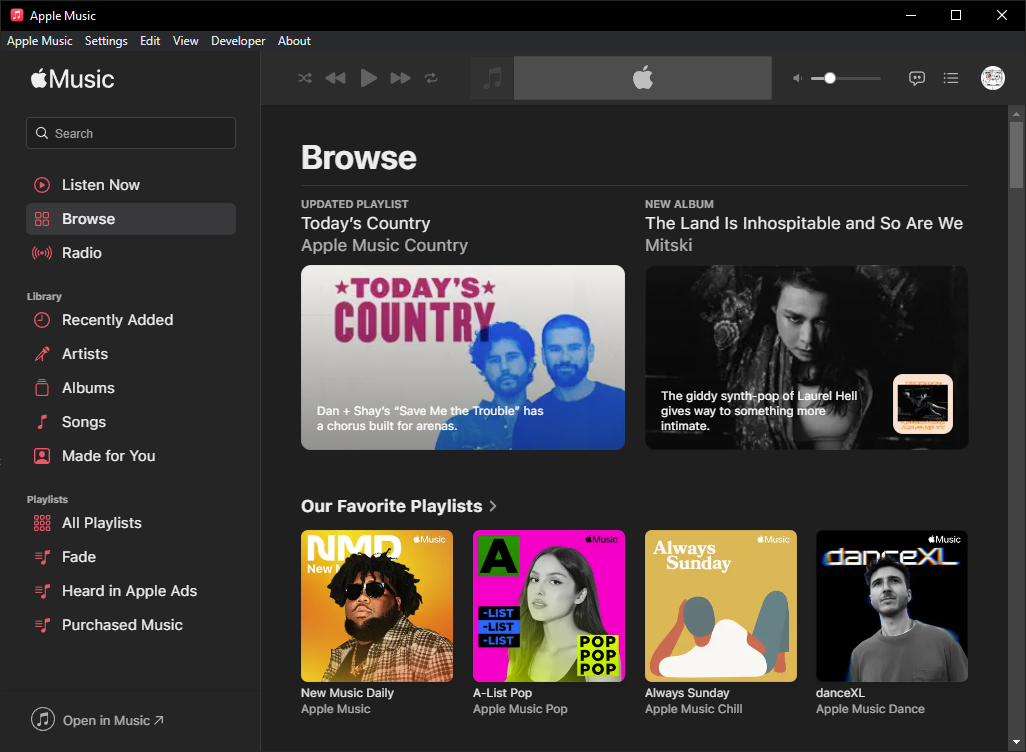 Apple Music
Apple Music Settings Edit View Developer About
Music
Search
Listen Now
Browse
Radio
Library
Recently Added
Artists
Albums
Songs
Made for You
Playlists
All Playlists
Fade
Heard in Apple Ads
Purchased Music
Open in Music
Browse
UPDATED PLAYLIST
Today’s Country
Apple Music Country
TODAY’S
COUNTRY
Dan + Shay’s “Save Me the Trouble” has
a chorus built for arenas.
NEW ALBUM
The Land Is Inhospitable and So Are We
Mitski
The giddy synth-pop of Laurel Hell
gives way to something more
intimate.
Our Favorite Playlists
Music
NMD
New
New Music Daily
Apple Music
Music
A
-LIST
-LIST
-LIST
POP
POP
POP
A-List Pop
Apple Music Pop
Music
Always
Sunday
Always Sunday
Apple Music Chill
Music
danceXL
danceXL
Apple Music Dance